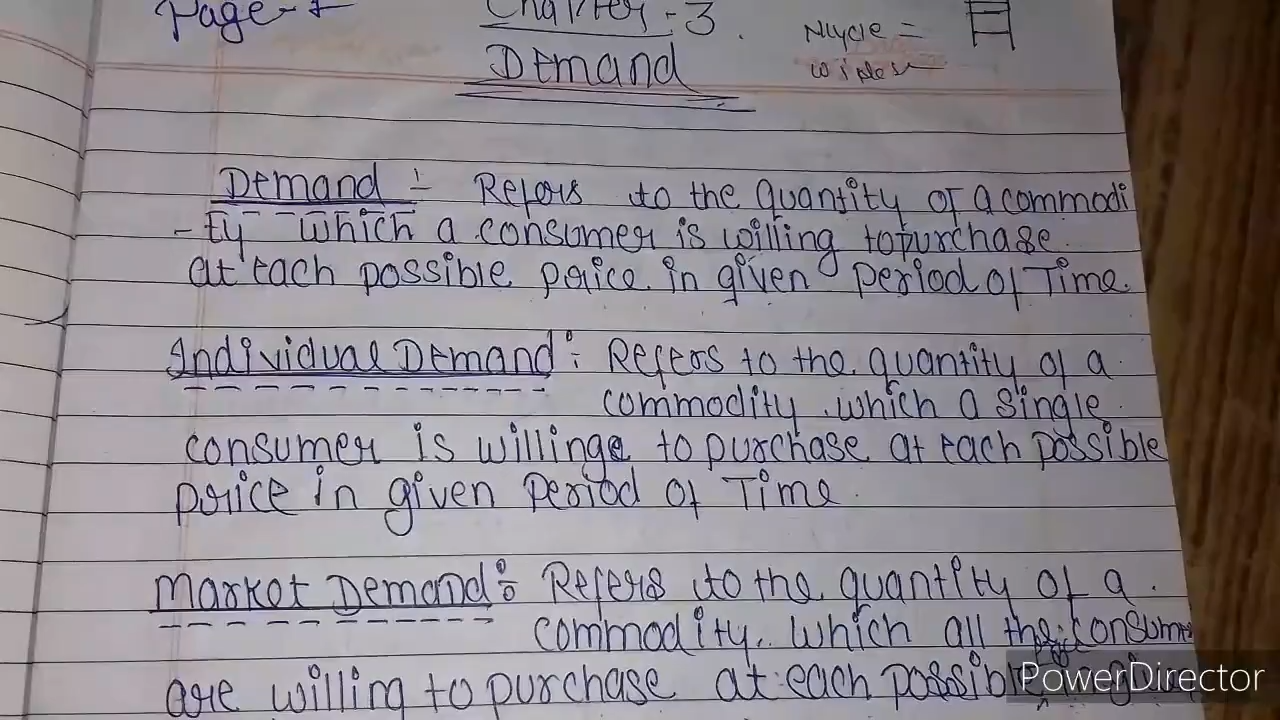 Page-1
Chapter-3
Demand
Demand :- Refers to the quantity of a commodi
-ty which a consumer is willing to purchase
at each possible price in given period of Time.
Individual Demand : Refers to the quantity of a
commodity which a single
consumer is willinge to purchase at each possible
price in given Period of Time.
Market Demand : Refers to the quantity of a
commodity which all the consume
are willing to purchase at each possible
PowerDirector